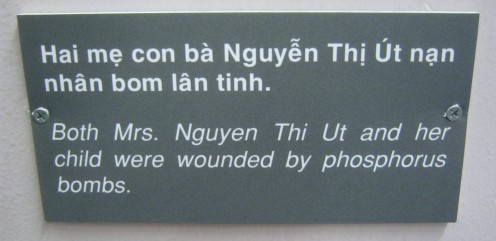 Hai mẹ con bà Nguyễn Thị Út nạn
nhân bom lân tinh.
Both Mrs. Nguyen Thi Ut and her
child were wounded by phosphorus
bombs.